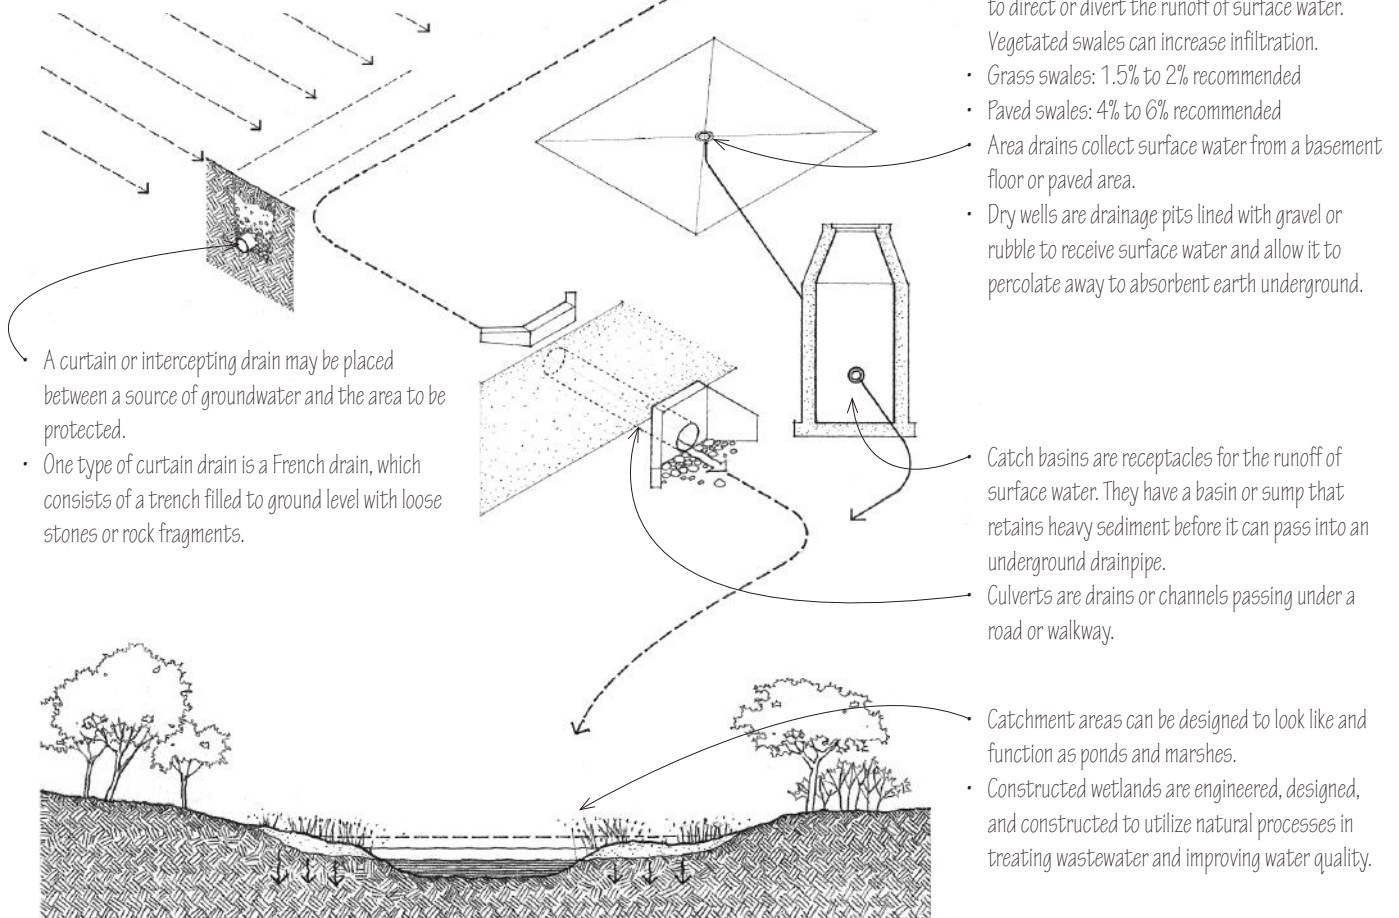 to direct or divert the runoff of surface water.
Vegetated swales can increase infiltration.
• Grass swales: 1.5% to 2% recommended
• Paved swales: 4% to 6% recommended
• Area drains collect surface water from a basement
floor or paved area.
• Dry wells are drainage pits lined with gravel or
rubble to receive surface water and allow it to
percolate away to absorbent earth underground.
• A curtain or intercepting drain may be placed
between a source of groundwater and the area to be
protected.
• One type of curtain drain is a French drain, which
consists of a trench filled to ground level with loose
stones or rock fragments.
• Catch basins are receptacles for the runoff of
surface water. They have a basin or sump that
retains heavy sediment before it can pass into an
underground drainpipe.
• Culverts are drains or channels passing under a
road or walkway.
• Catchment areas can be designed to look like and
function as ponds and marshes.
• Constructed wetlands are engineered, designed,
and constructed to utilize natural processes in
treating wastewater and improving water quality.